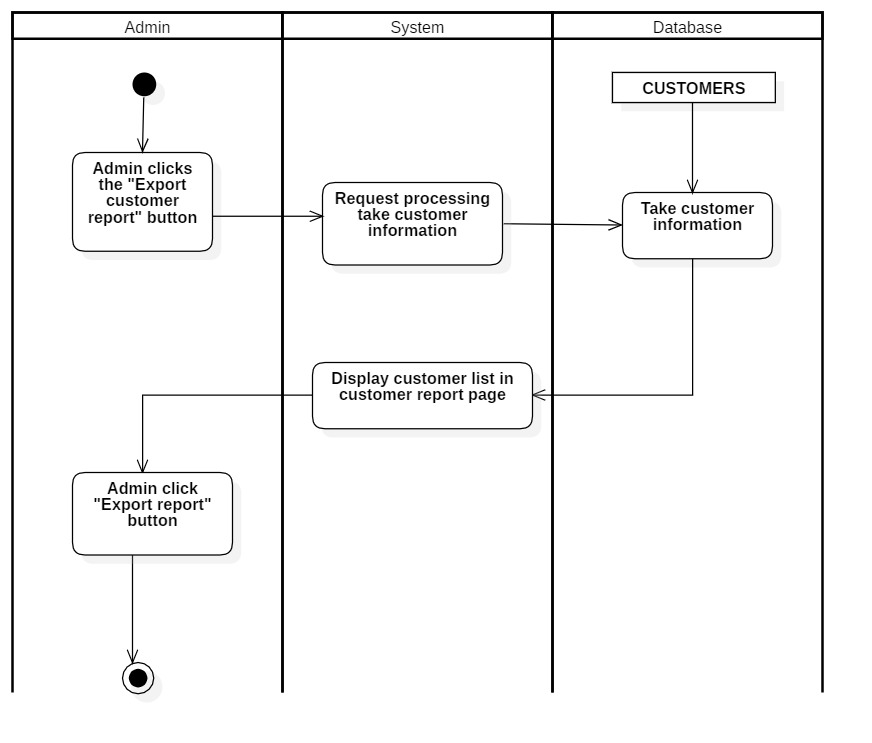 Admin
System
Database
CUSTOMERS
Admin clicks
the "Export
customer
report" button
Request processing
take customer
information
Take customer
information
Display customer list in
customer report page
Admin click
"Export report"
button